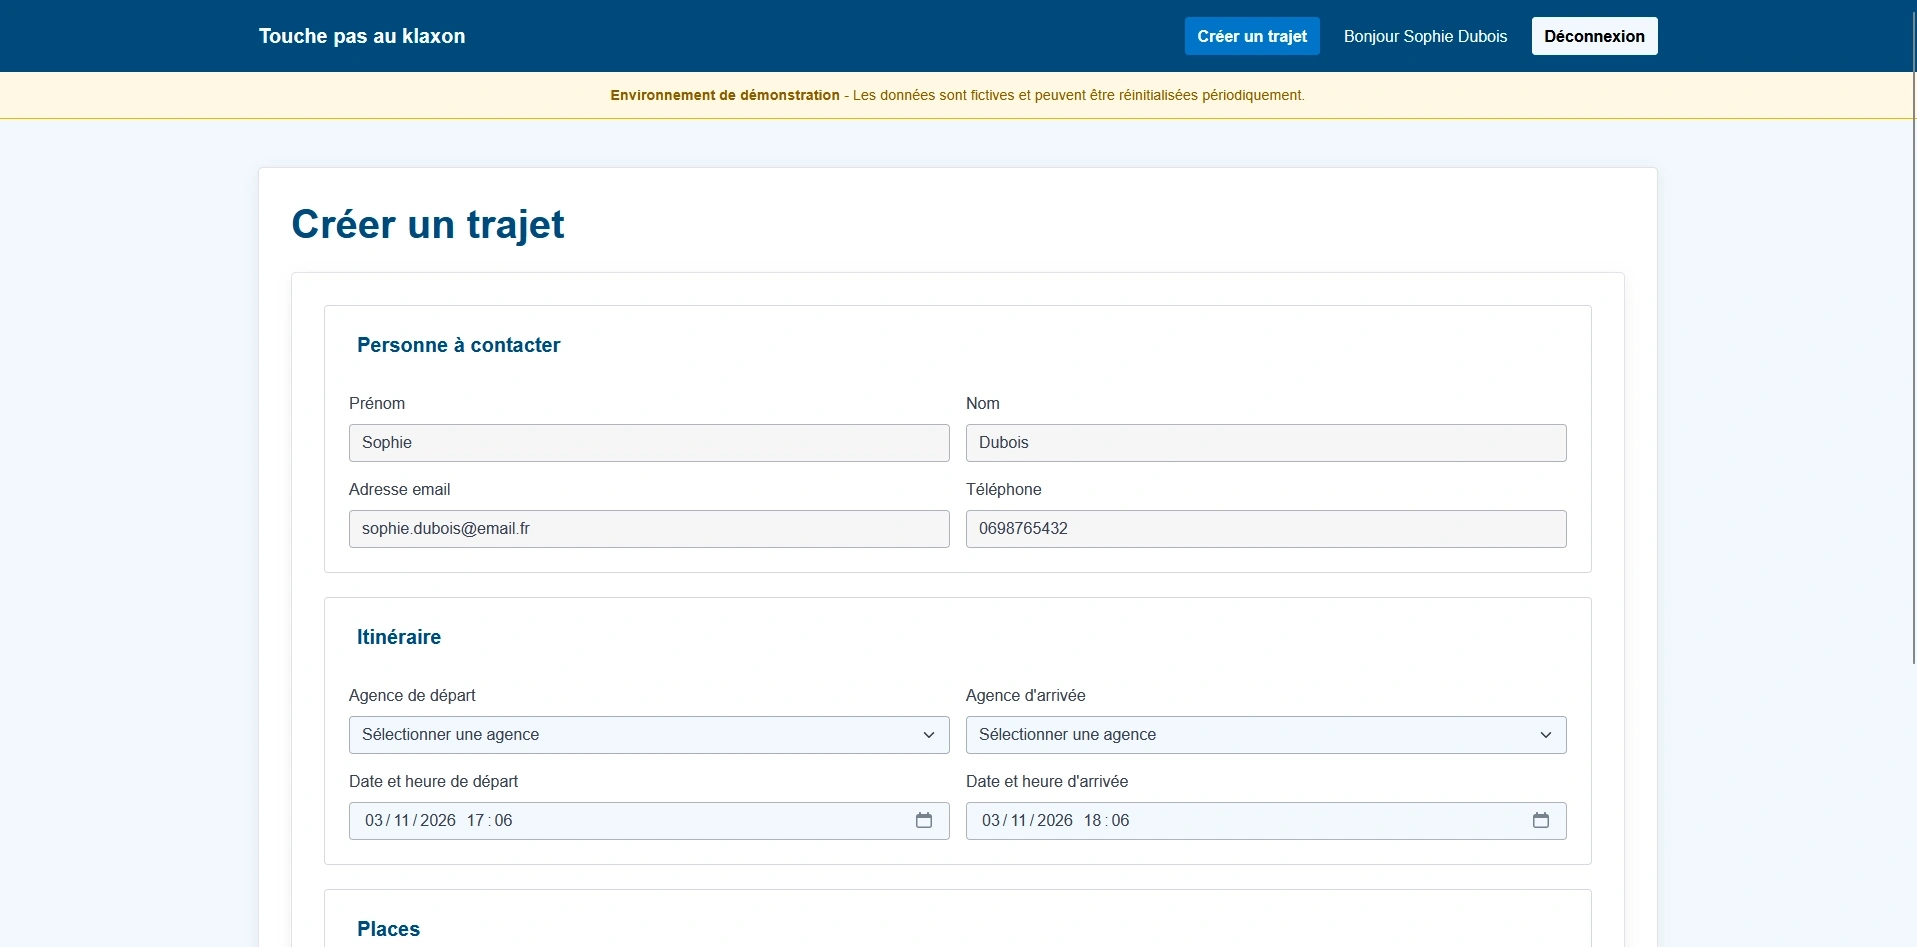 Touche pas au klaxon
Créer un trajet
Bonjour Sophie Dubois
Déconnexion
Environnement de démonstration - Les données sont fictives et peuvent être réinitialisées périodiquement.
Créer un trajet
Personne à contacter
Prénom
Nom
Sophie
Dubois
Adresse email
Téléphone
sophie.dubois@email.fr
0698765432
Itinéraire
Agence de départ
Agence d'arrivée
Sélectionner une agence
Sélectionner une agence
Date et heure de départ
Date et heure d'arrivée
03/11/2026 17:06
03/11/2026 18:06
Places